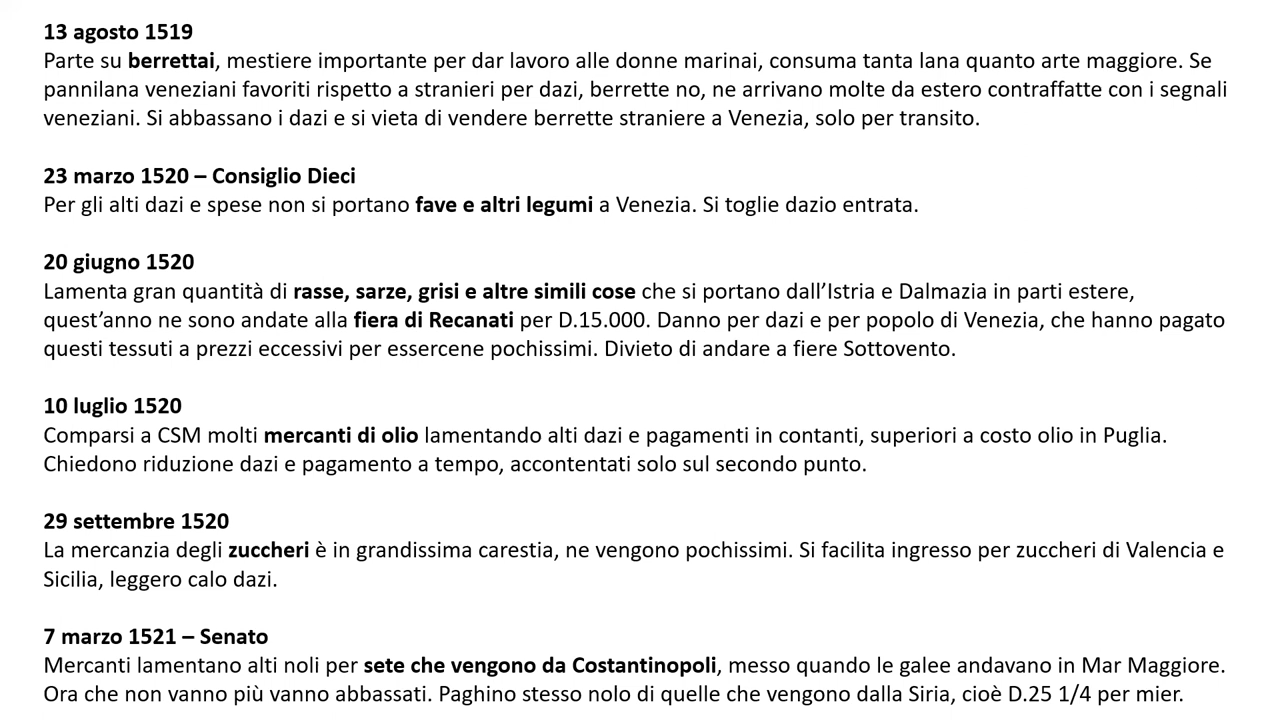 13 agosto 1519
Parte su berrettai, mestiere importante per dar lavoro alle donne marinai, consuma tanta lana quanto arte maggiore. Se
pannilana veneziani favoriti rispetto a stranieri per dazi, berrette no, ne arrivano molte da estero contraffatte con i segnali
veneziani. Si abbassano i dazi e si vieta di vendere berrette straniere a Venezia, solo per transito.
23 marzo 1520 – Consiglio Dieci
Per gli alti dazi e spese non si portano fave e altri legumi a Venezia. Si toglie dazio entrata.
20 giugno 1520
Lamenta gran quantità di rasse, sarze, grisi e altre simili cose che si portano dall’Istria e Dalmazia in parti estere,
quest’anno ne sono andate alla fiera di Recanati per D.15.000. Danno per dazi e per popolo di Venezia, che hanno pagato
questi tessuti a prezzi eccessivi per essercene pochissimi. Divieto di andare a fiere Sottovento.
10 luglio 1520
Comparsi a CSM molti mercanti di olio lamentando alti dazi e pagamenti in contanti, superiori a costo olio in Puglia.
Chiedono riduzione dazi e pagamento a tempo, accontentati solo sul secondo punto.
29 settembre 1520
La mercanzia degli zuccheri è in grandissima carestia, ne vengono pochissimi. Si facilita ingresso per zuccheri di Valencia e
Sicilia, leggero calo dazi.
7 marzo 1521 – Senato
Mercanti lamentano alti noli per sete che vengono da Costantinopoli, messo quando le galee andavano in Mar Maggiore.
Ora che non vanno più vanno abbassati. Paghino stesso nolo di quelle che vengono dalla Siria, cioè D.25 1/4 per mier.